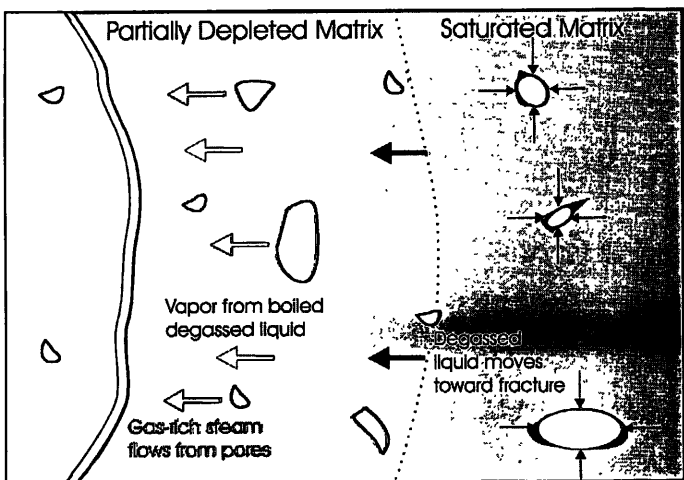 Partially Depleted Matrix
Saturated Matrix
Vapor from boiled
degassed liquid
Degassed
liquid moves
toward fracture
Gas-rich steam
flows from pores